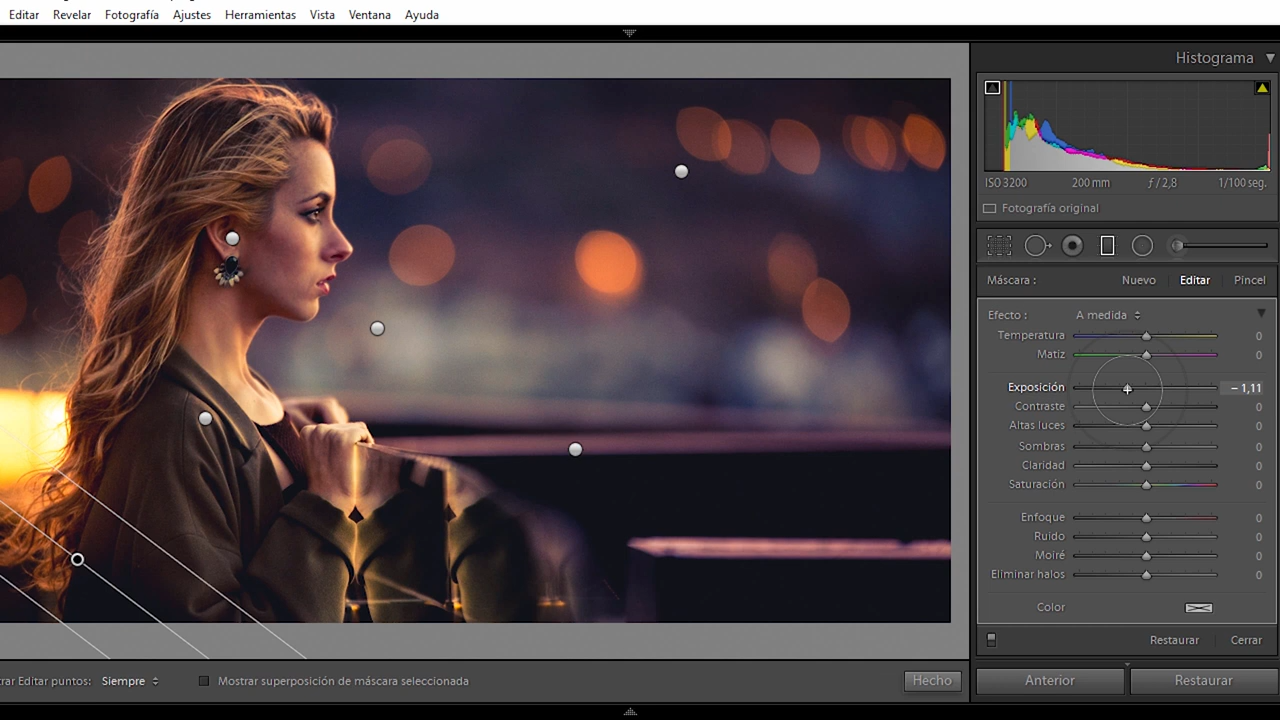 Editar Revelar Fotografía Ajustes Herramientas Vista Ventana Ayuda
Histograma
ISO 3200 200 mm f / 2,8 1/100 seg.
Fotografía original
Máscara : Nuevo Editar Pincel
Efecto : A medida
Temperatura 0
Matiz 0
Exposición – 1,11
Contraste 0
Altas luces 0
Sombras 0
Claridad 0
Saturación 0
Enfoque 0
Ruido 0
Moiré 0
Eliminar halos 0
Color
Restaurar Cerrar
rar Editar puntos: Siempre Mostrar superposición de máscara seleccionada Hecho
Anterior Restaurar